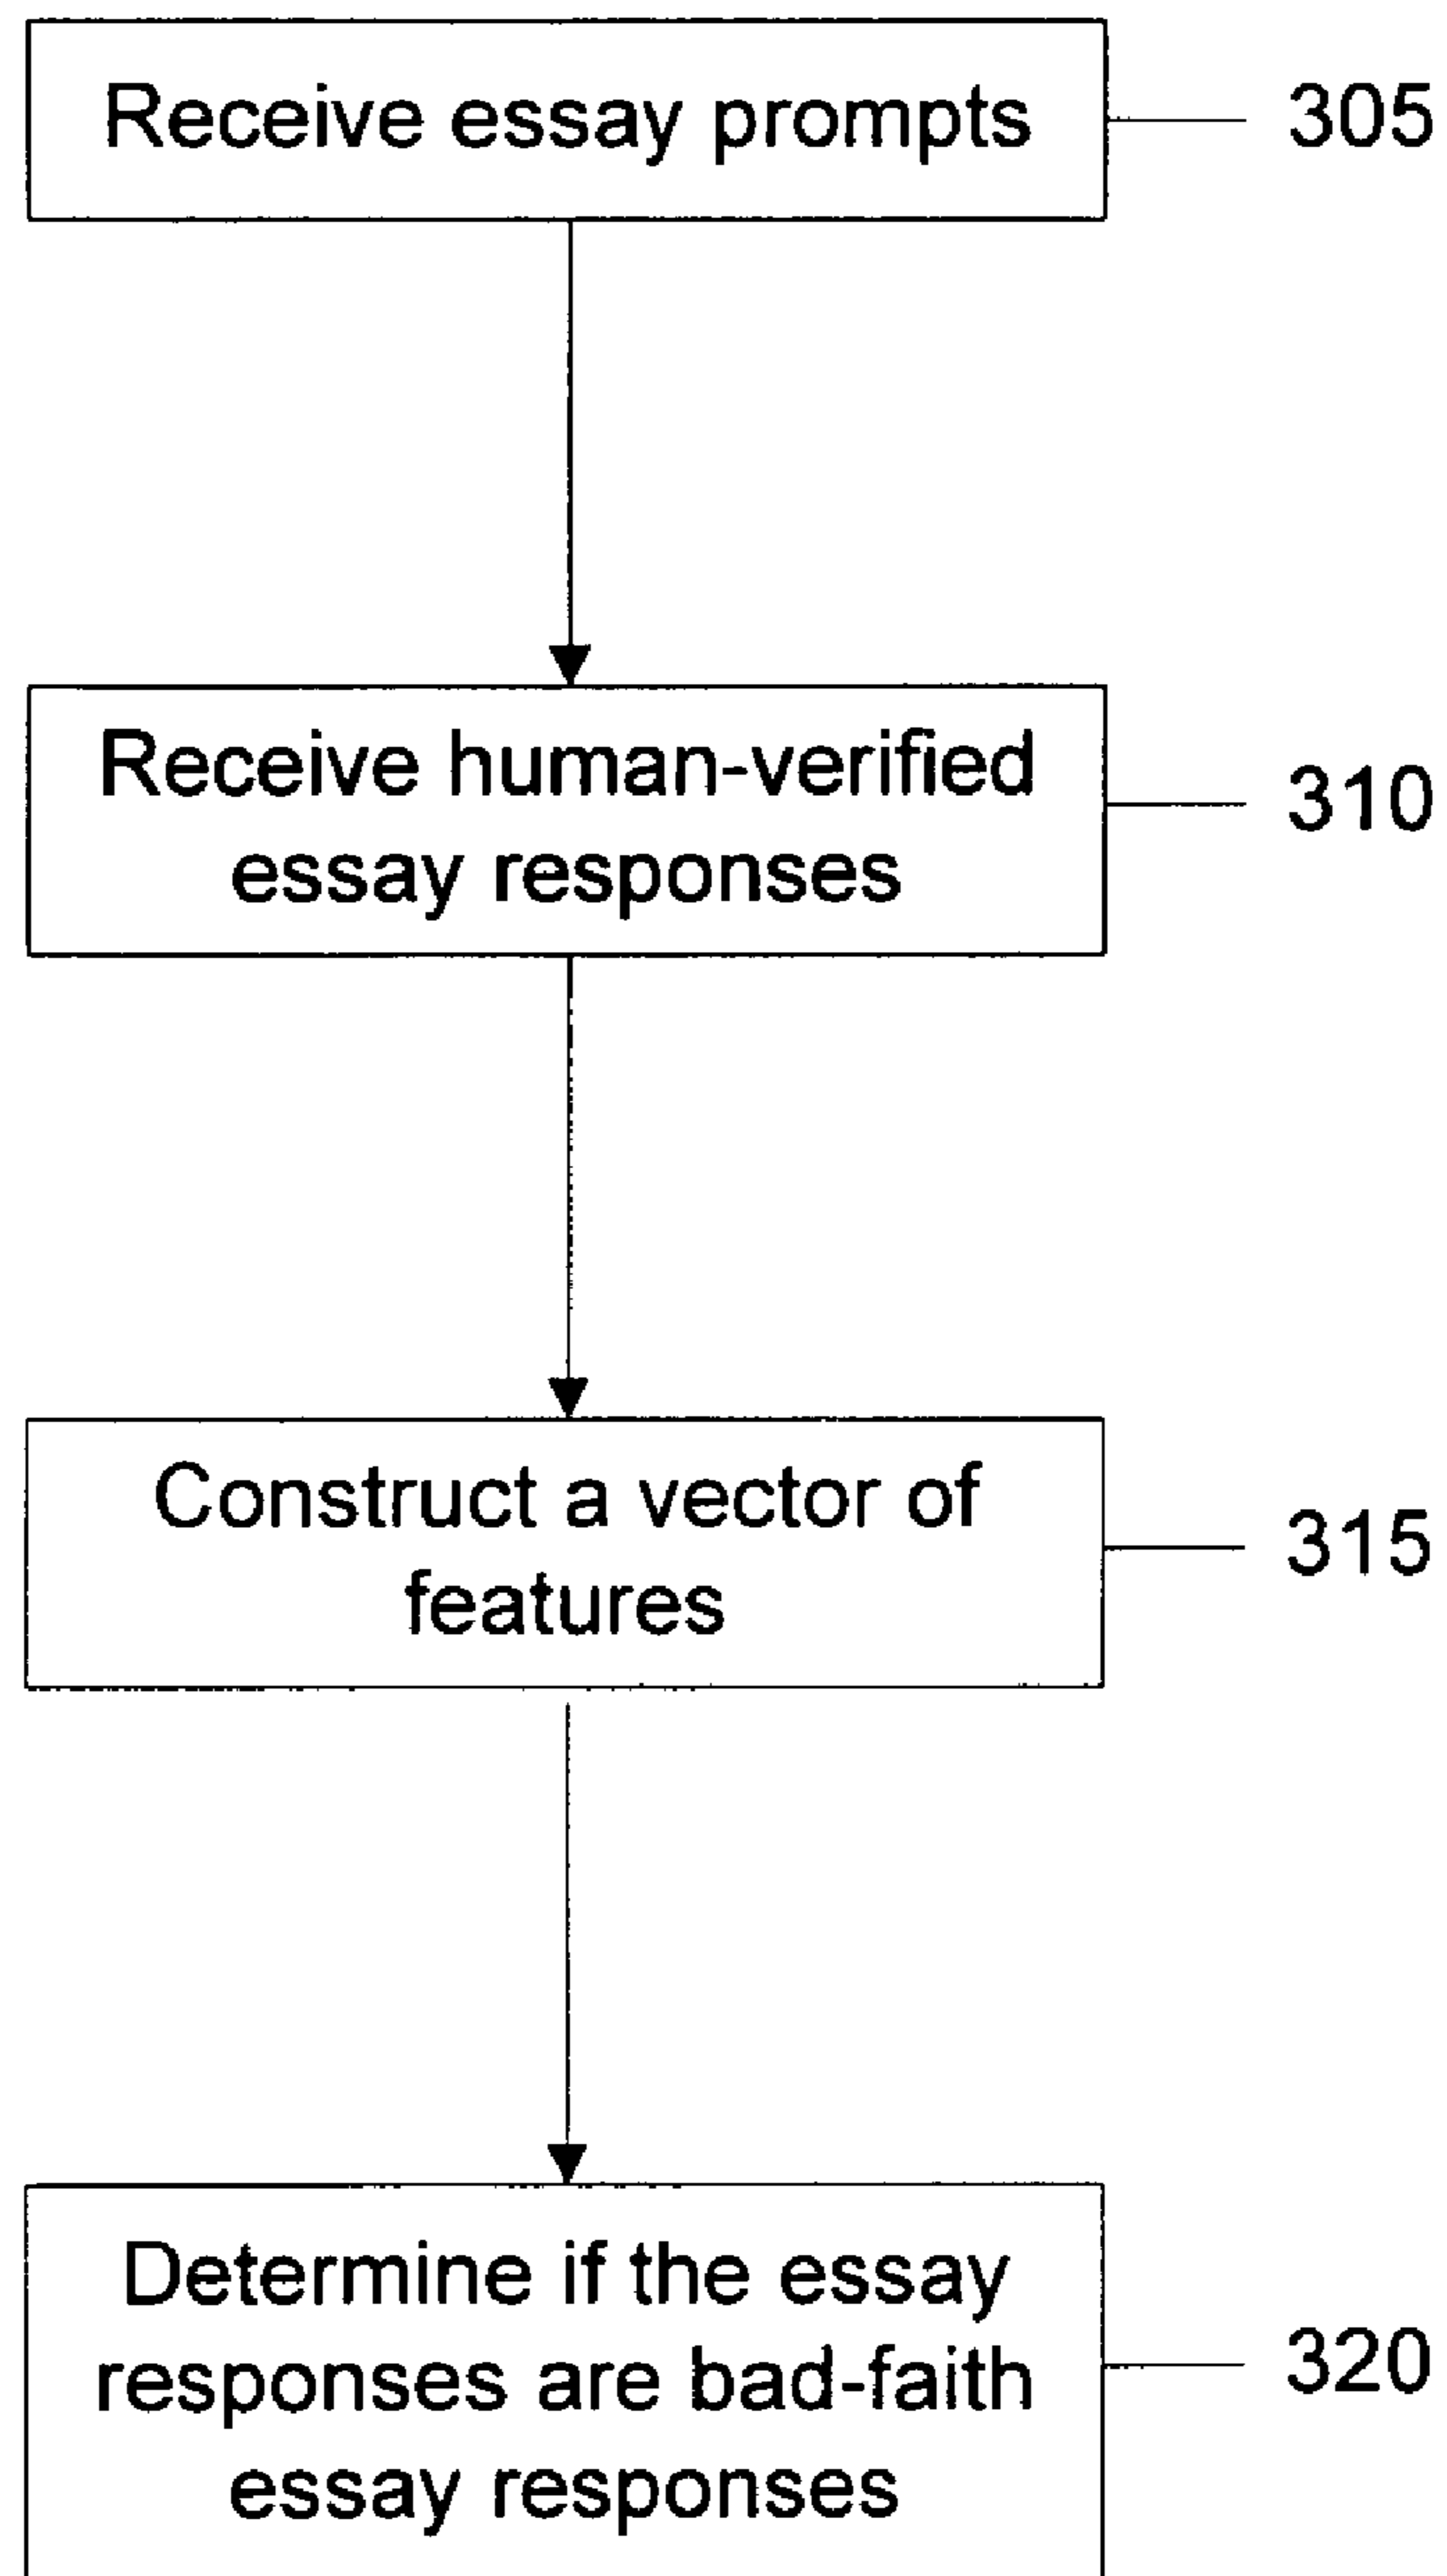 Receive essay prompts
305
Receive human-verified
essay responses
310
Construct a vector of
features
315
Determine if the essay
responses are bad-faith
essay responses
320